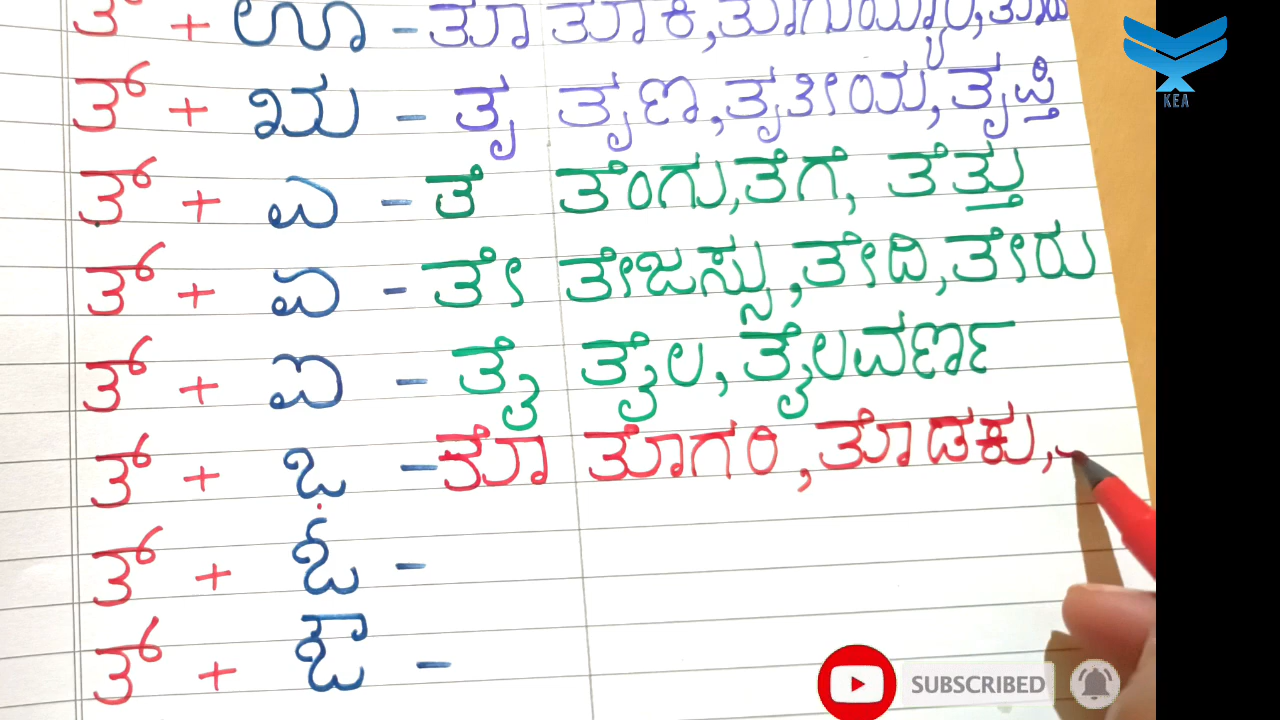 ತ್ + ಊ - ತೂ ತೂಕ,
KEA
ತ್ + ಋ - ತೃ ತೃಣ,ತೃತೀಯ,ತೃಪ್ತಿ
ತ್ + ಎ - ತೆ ತೆಂಗು,ತೆಗೆ, ತೆತ್ತು
ತ್ + ಏ - ತೇ ತೇಜಸ್ಸು,ತೇದಿ,ತೇರು
ತ್ + ಐ - ತೈ ತೈಲ,ತೈಲವರ್ಣ
ತ್ + ಒ - ತೊ ತೊಗರಿ,ತೊಡಕು,
ತ್ + ಓ -
ತ್ + ಔ -
SUBSCRIBED